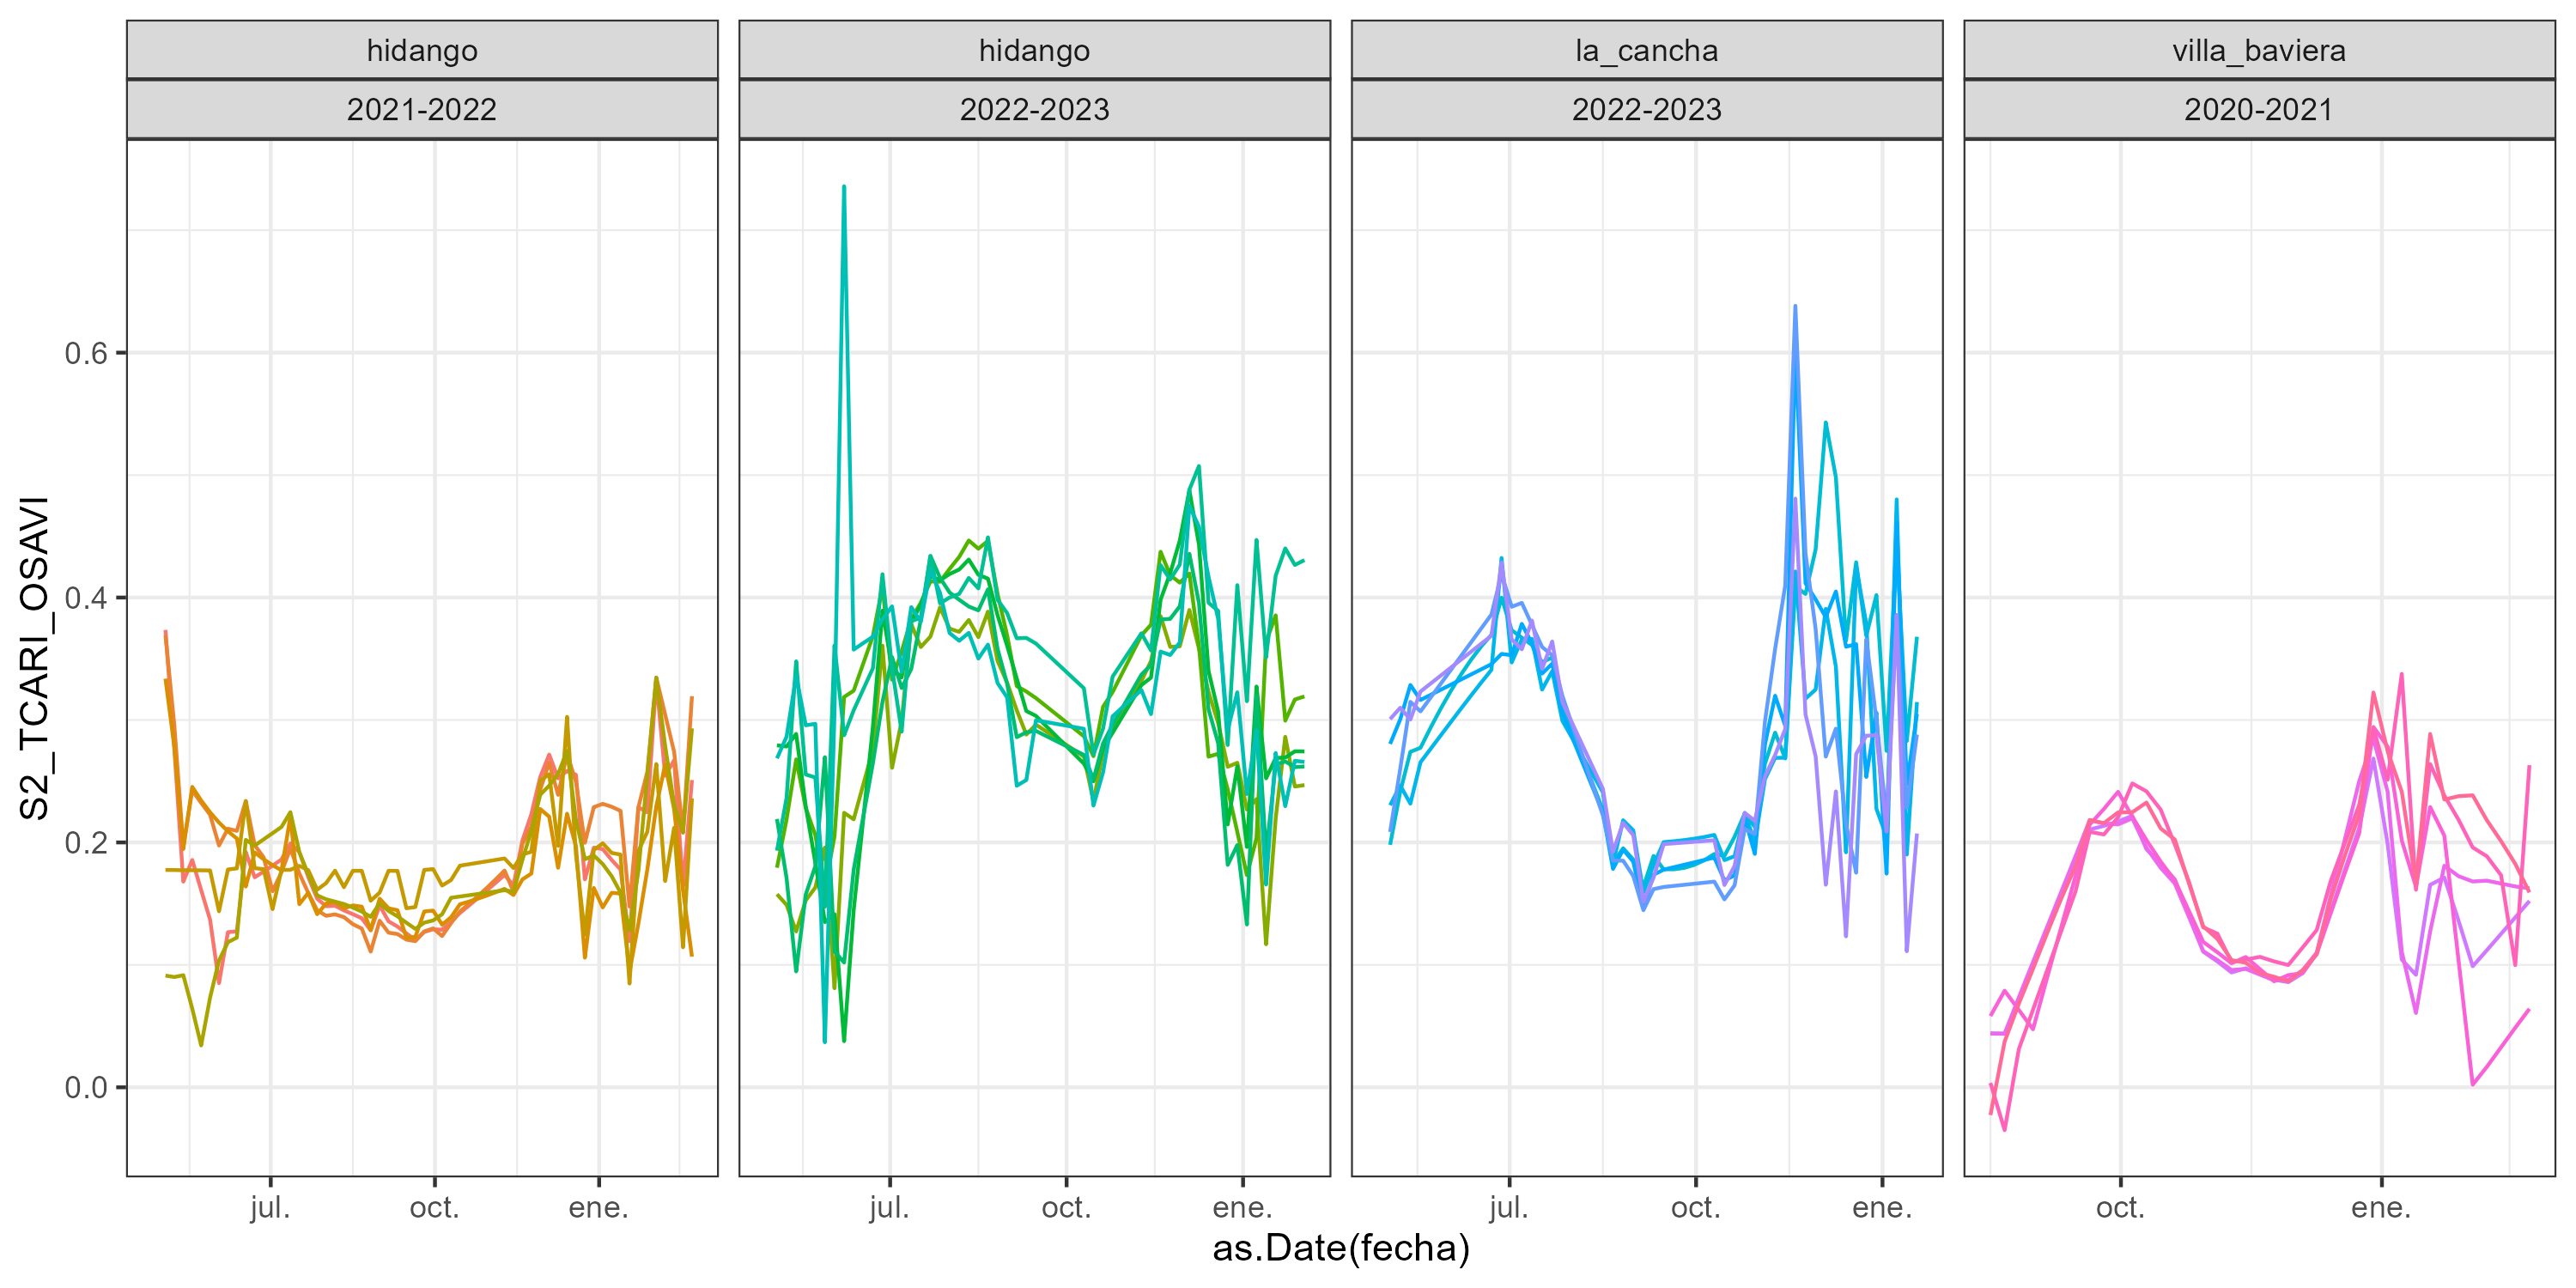 hidango hidango la_cancha villa_baviera
2021-2022 2022-2023 2022-2023 2020-2021
S2_TCARI_OSAVI
0.6
0.4
0.2
0.0
jul. oct. ene. jul. oct. ene. jul. oct. ene. oct. ene.
as.Date(fecha)